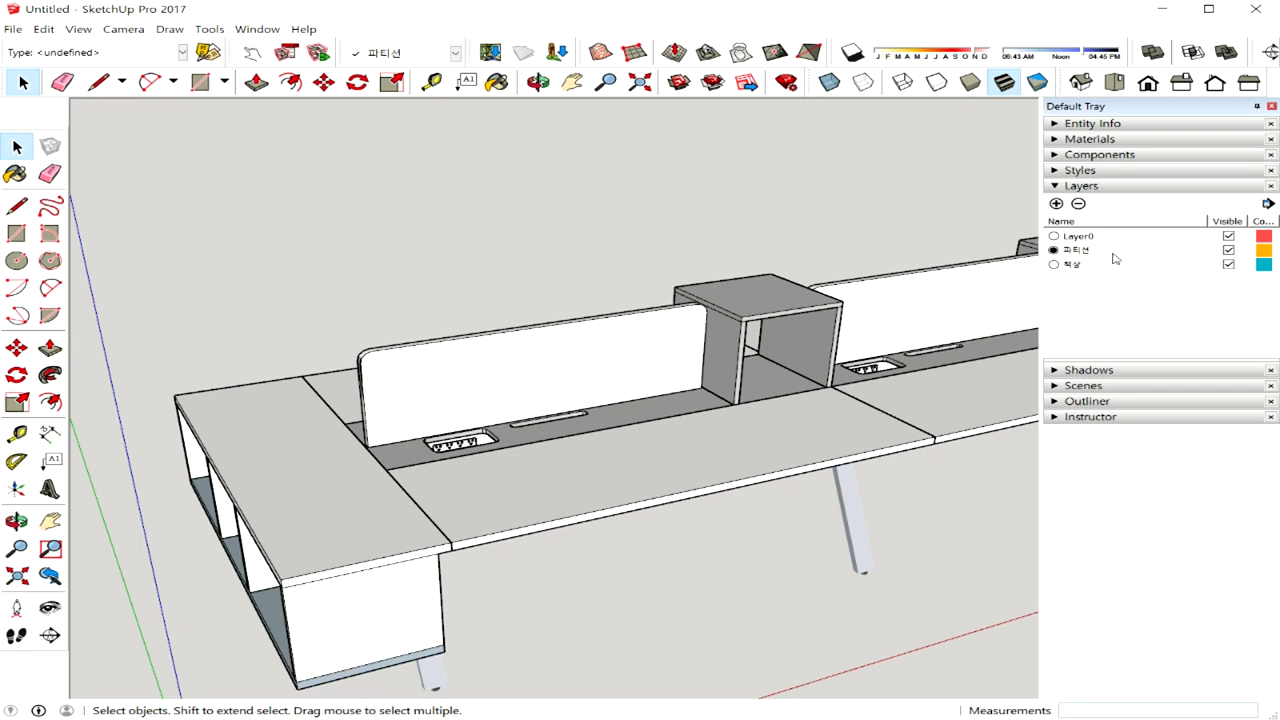 Untitled - SketchUp Pro 2017
File Edit View Camera Draw Tools Window Help
Type: <undefined>
파티션
J F M A M J J A S O N D
06:43 AM Noon 04:45 PM
A1
Default Tray
Entity Info
Materials
Components
Styles
Layers
Name Visible Co...
Layer0
파티션
책상
Shadows
Scenes
Outliner
Instructor
A1
Select objects. Shift to extend select. Drag mouse to select multiple.
Measurements